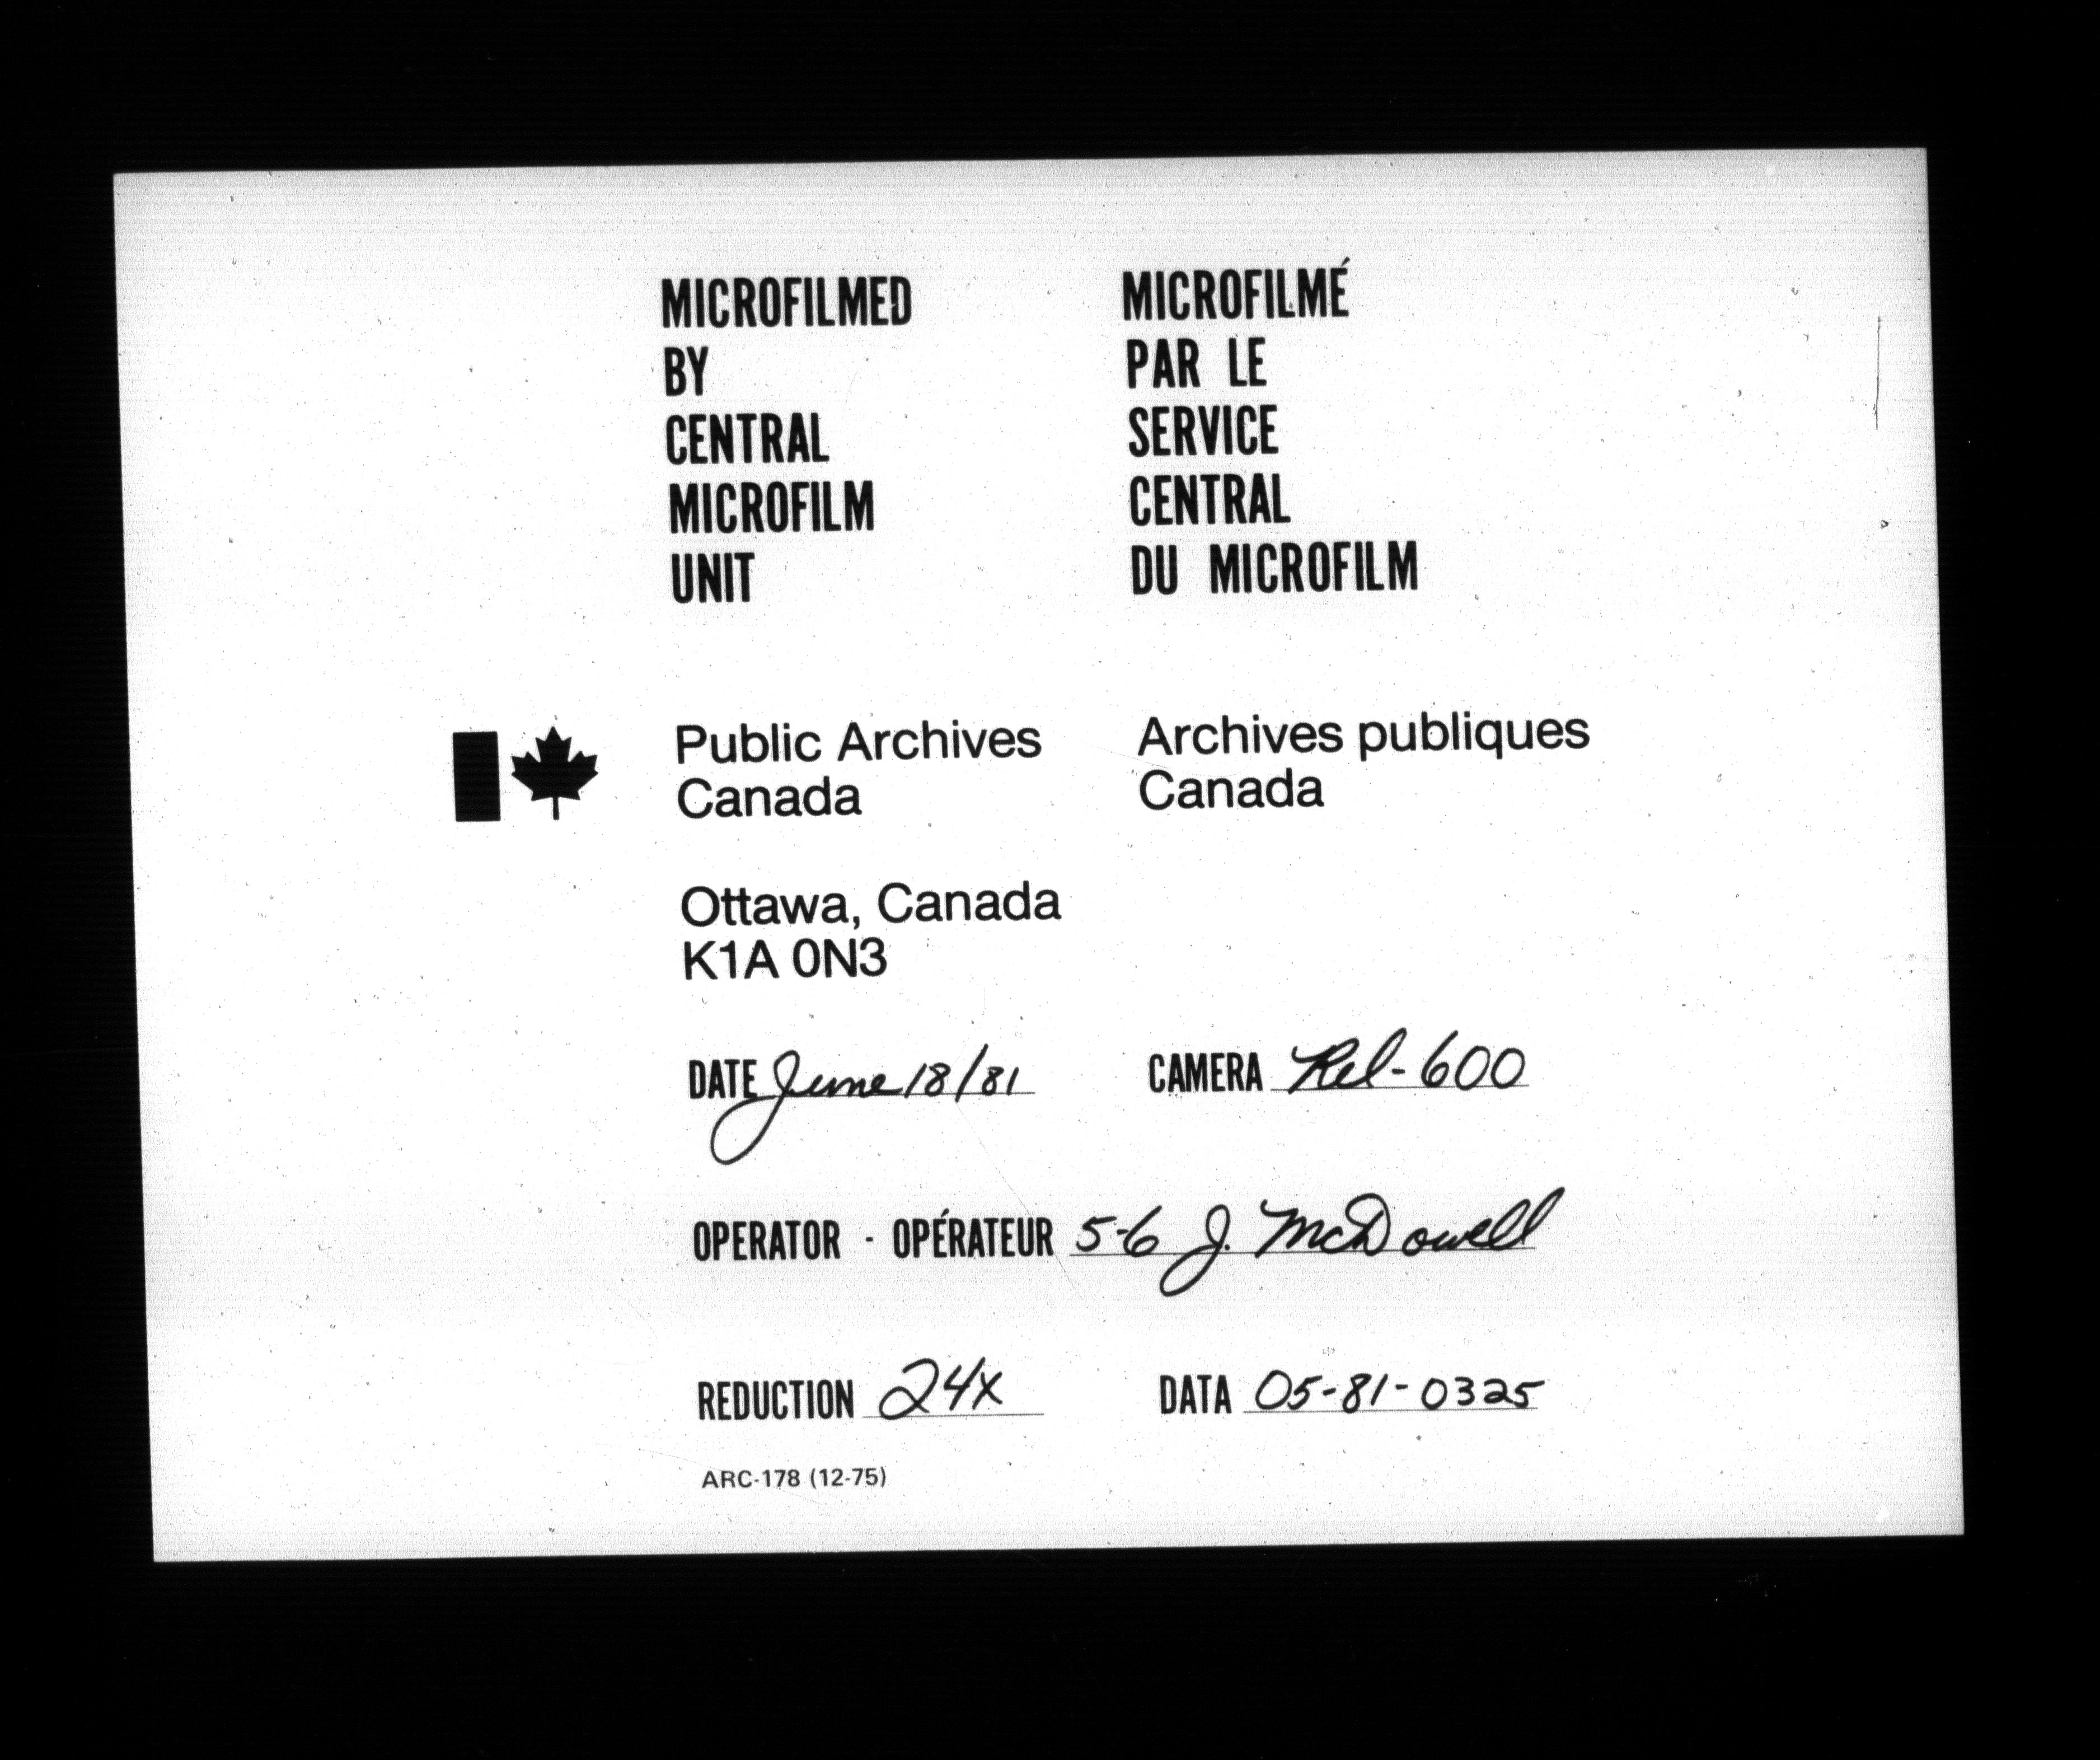 MICROFILMED
BY
CENTRAL
MICROFILM
UNIT
MICROFILMÉ
PAR LE
SERVICE
CENTRAL
DU MICROFILM
Public Archives
Canada
Archives publiques
Canada
Ottawa, Canada
K1A 0N3
DATE June 18/81
CAMERA Rel-600
OPERATOR - OPÉRATEUR 5-6 J. McDowell
REDUCTION 24x
DATA 05-81-0325
ARC-178 (12-75)